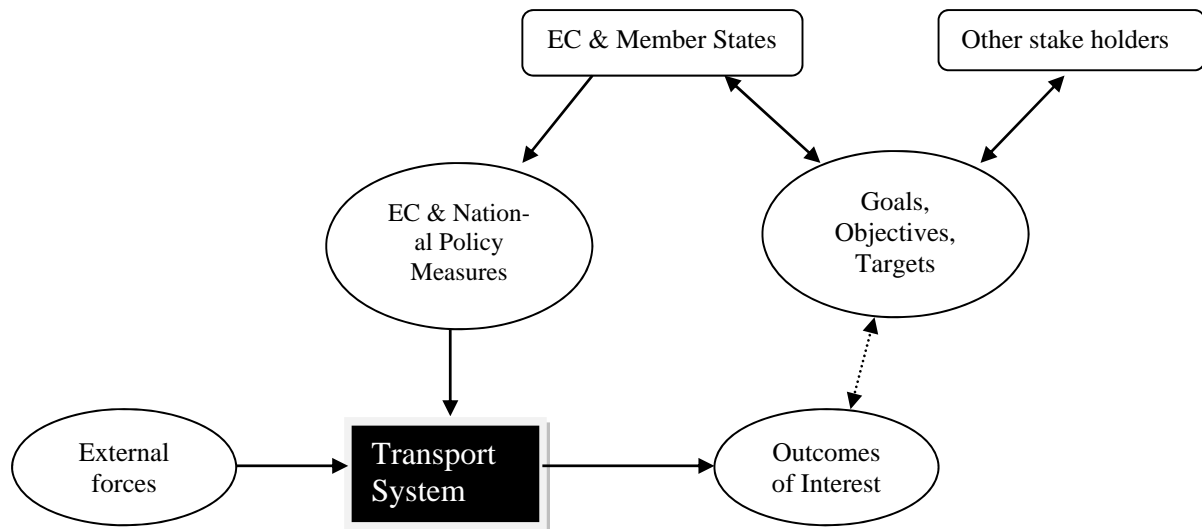 EC & Member States
Other stake holders
EC & Nation-
al Policy
Measures
Goals,
Objectives,
Targets
External
forces
Transport
System
Outcomes
of Interest